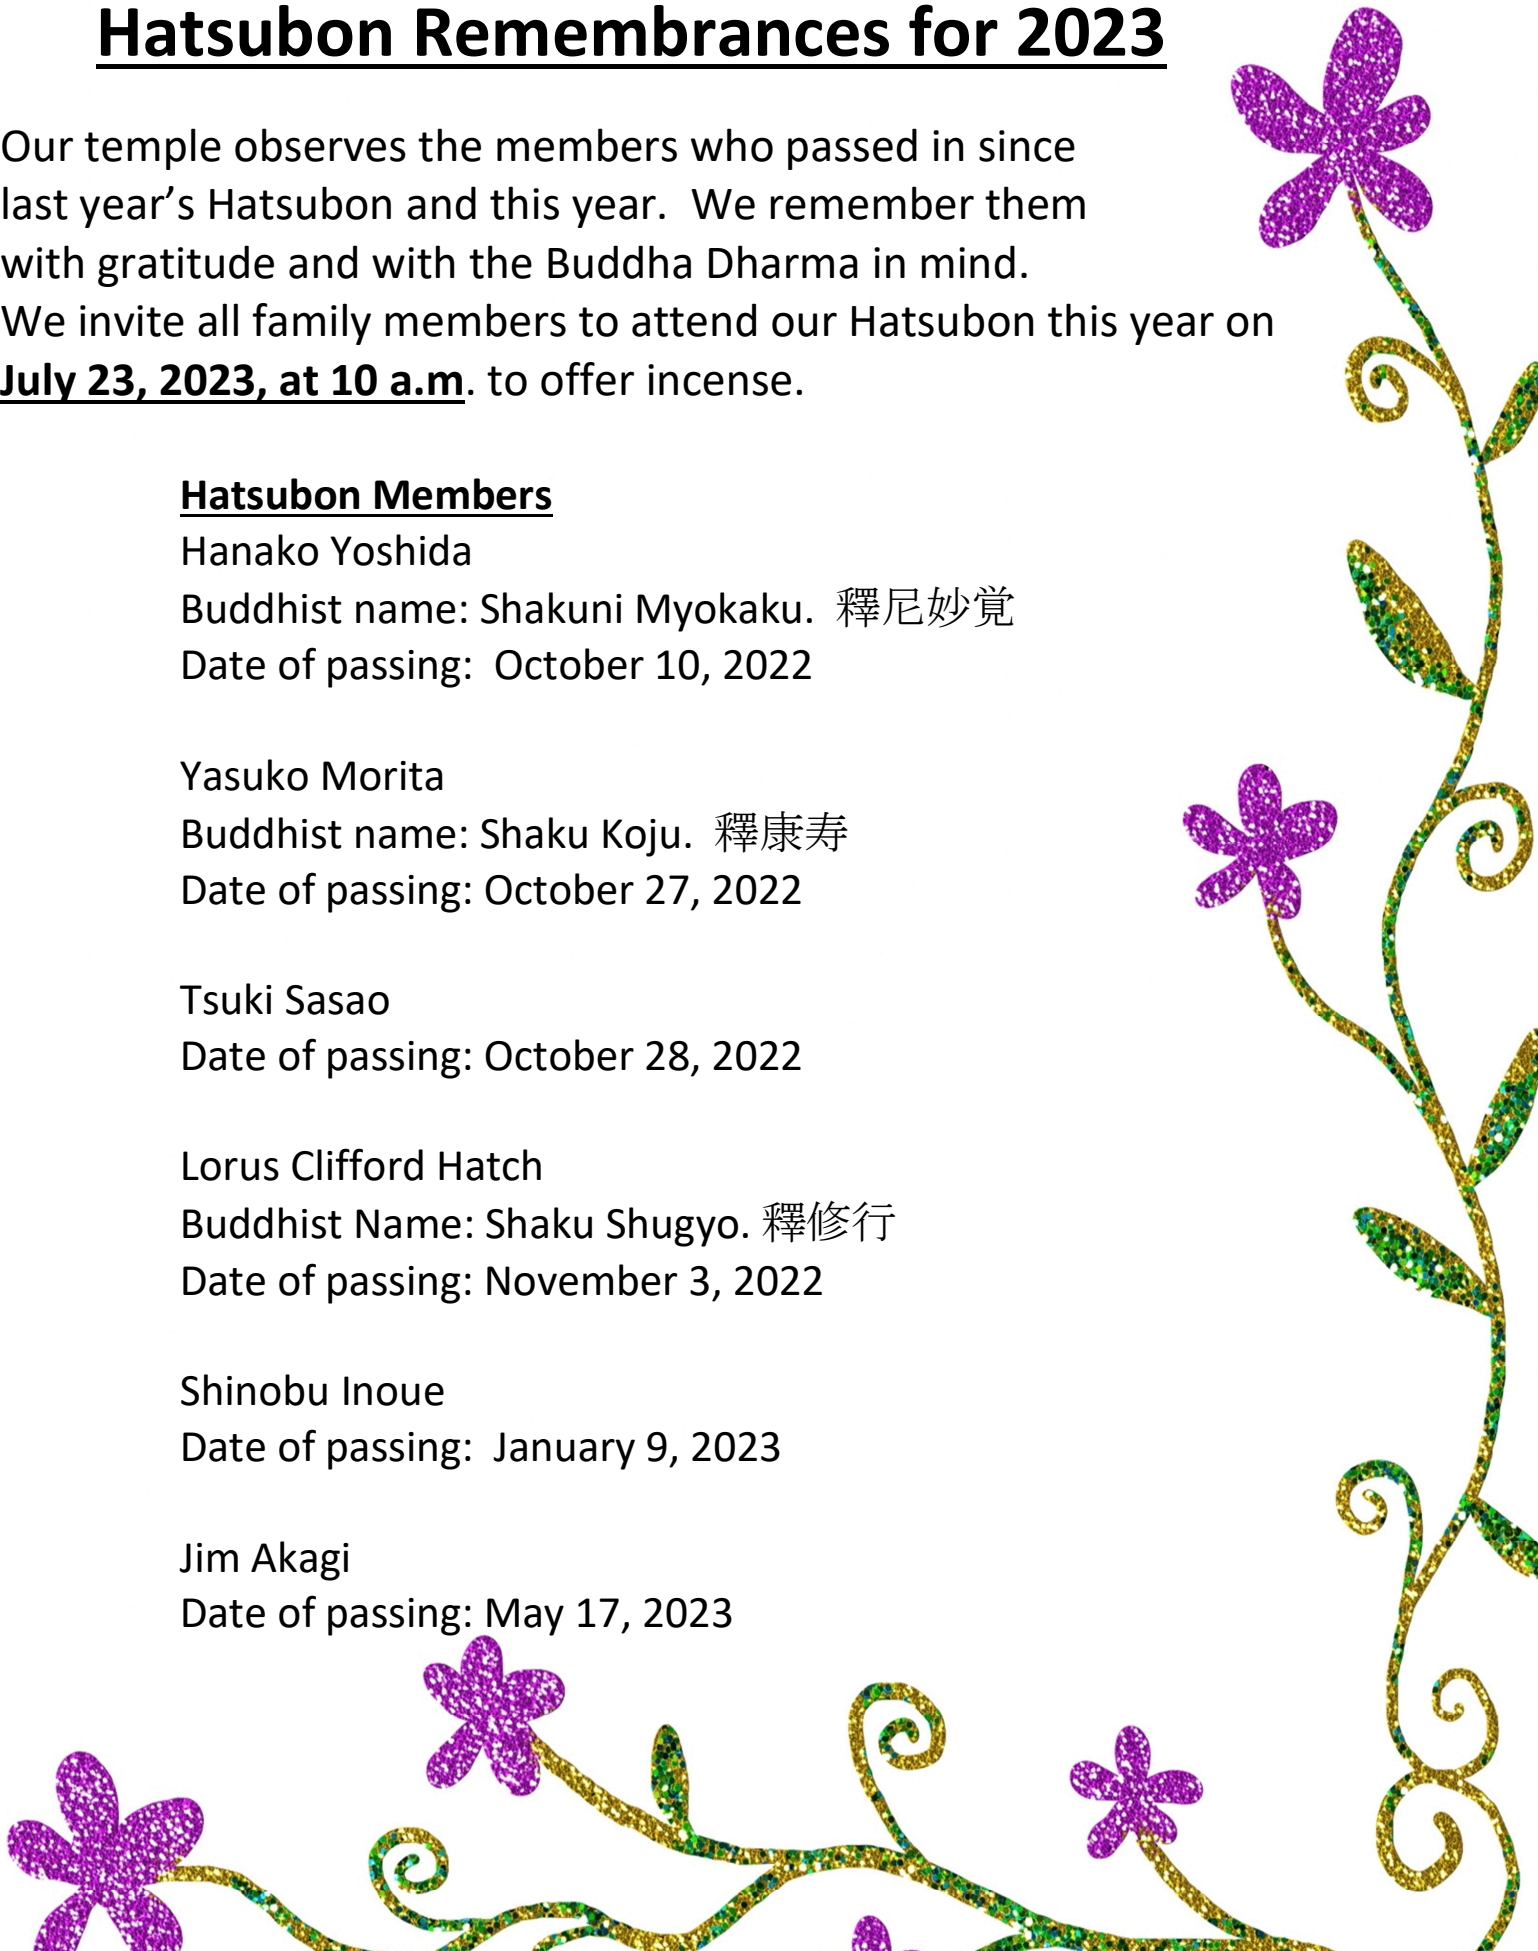 Hatsubon Remembrances for 2023
Our temple observes the members who passed in since
last year’s Hatsubon and this year.  We remember them
with gratitude and with the Buddha Dharma in mind.
We invite all family members to attend our Hatsubon this year on
July 23, 2023, at 10 a.m. to offer incense.
Hatsubon Members
Hanako Yoshida
Buddhist name: Shakuni Myokaku.  釋尼妙覚
Date of passing:  October 10, 2022
Yasuko Morita
Buddhist name: Shaku Koju.  釋康寿
Date of passing: October 27, 2022
Tsuki Sasao
Date of passing: October 28, 2022
Lorus Clifford Hatch
Buddhist Name: Shaku Shugyo. 釋修行
Date of passing: November 3, 2022
Shinobu Inoue
Date of passing:  January 9, 2023
Jim Akagi
Date of passing: May 17, 2023